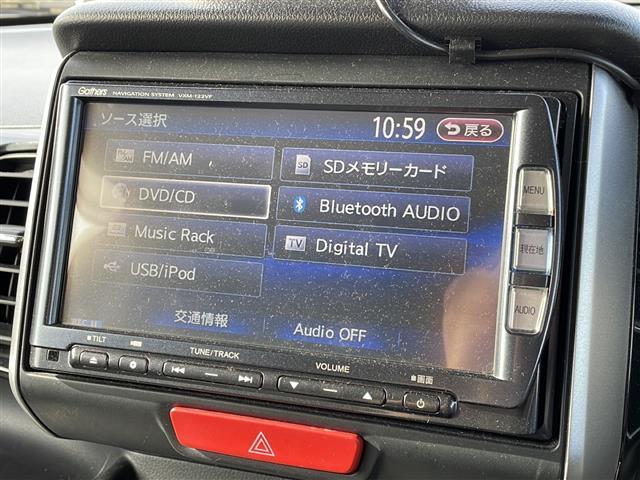 Gathers NAVIGATION SYSTEM VXM-122VF
ソース選択 10:59 戻る
FM/AM
SD SDメモリーカード
DVD/CD
Bluetooth AUDIO
Music Rack
TV Digital TV
USB/iPod
交通情報 Audio OFF
MENU
現在地
AUDIO
TILT TUNE/TRACK VOLUME 画面